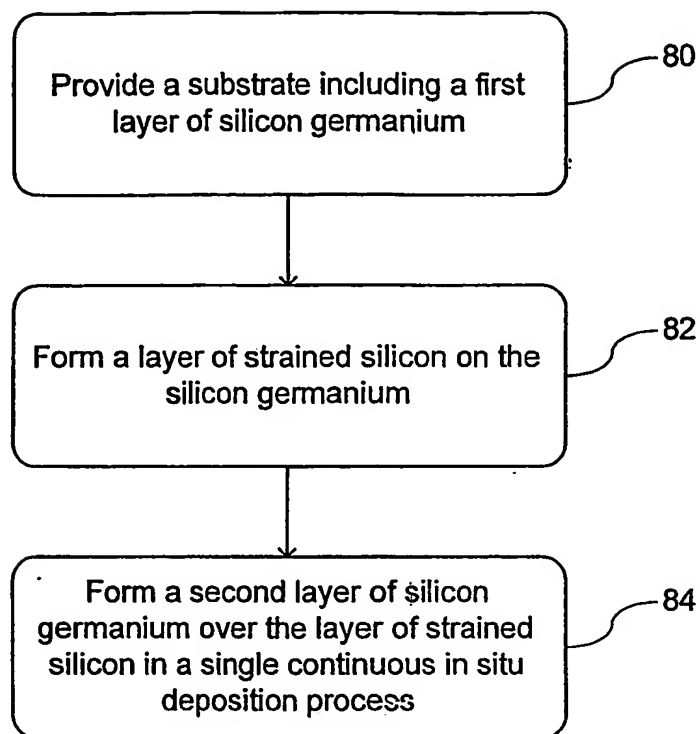 Provide a substrate including a first
layer of silicon germanium
80
Form a layer of strained silicon on the
silicon germanium
82
Form a second layer of silicon
germanium over the layer of strained
silicon in a single continuous in situ
deposition process
84